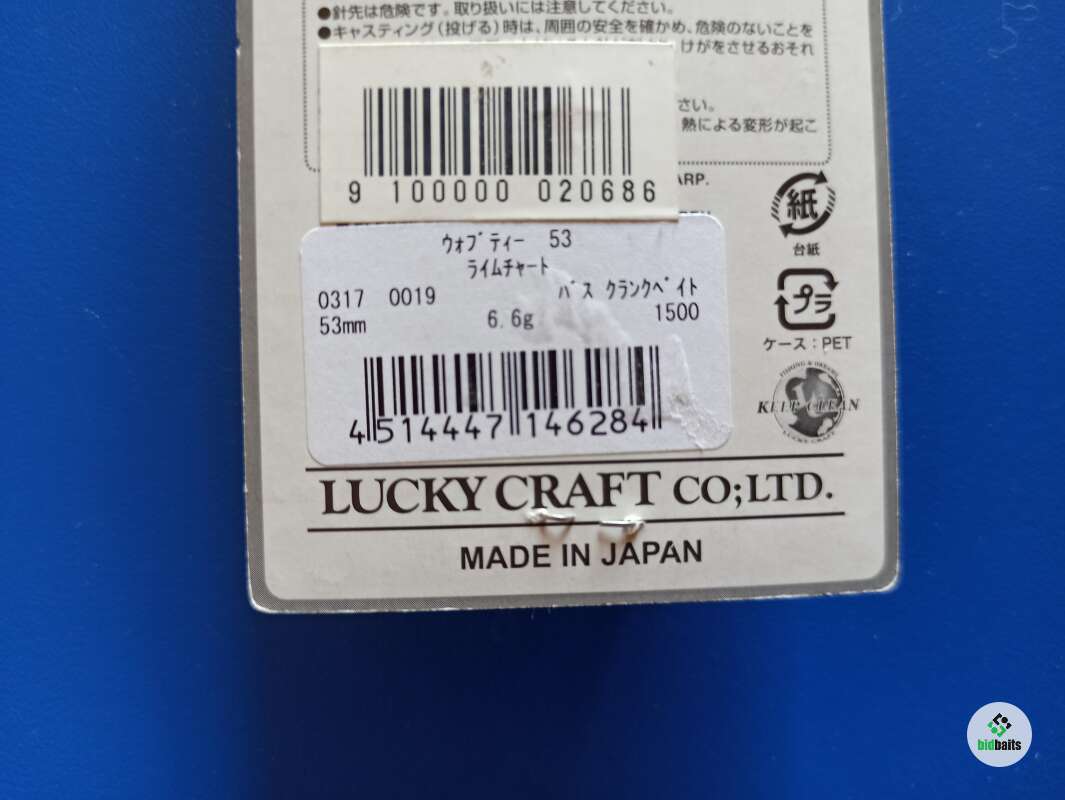 ●針先は危険です。取り扱いには注意してください。
●キャスティング(投げる)時は、周囲の安全を確かめ、危険のないことを
けがをさせるおそれ
さい。
熱による変形が起こ
9 100000 020686
ARP.
紙
台紙
ウォブティー 53
ライムチャート
0317 0019 バス クランクベイト
53mm 6.6g 1500
プラ
ケース:PET
4 514447 146284
FISHING & DREAMS
KEEP CLEAN
LUCKY CRAFT
LUCKY CRAFT CO;LTD.
MADE IN JAPAN
bidbaits